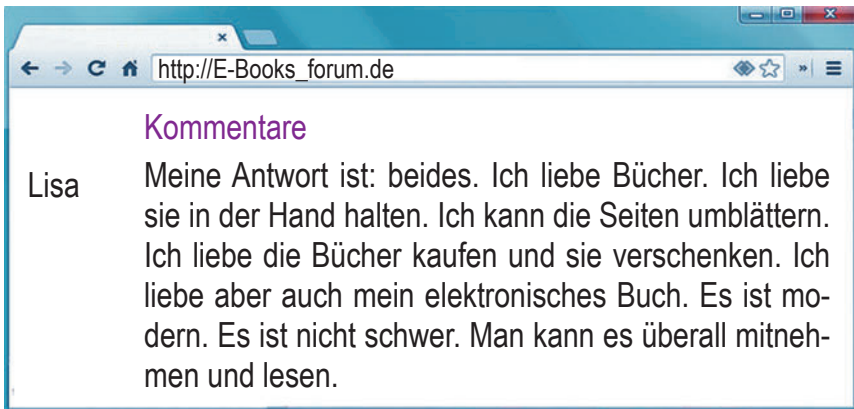 http://E-Books_forum.de
Kommentare
Lisa
Meine Antwort ist: beides. Ich liebe Bücher. Ich liebe
sie in der Hand halten. Ich kann die Seiten umblättern.
Ich liebe die Bücher kaufen und sie verschenken. Ich
liebe aber auch mein elektronisches Buch. Es ist mo-
dern. Es ist nicht schwer. Man kann es überall mitneh-
men und lesen.